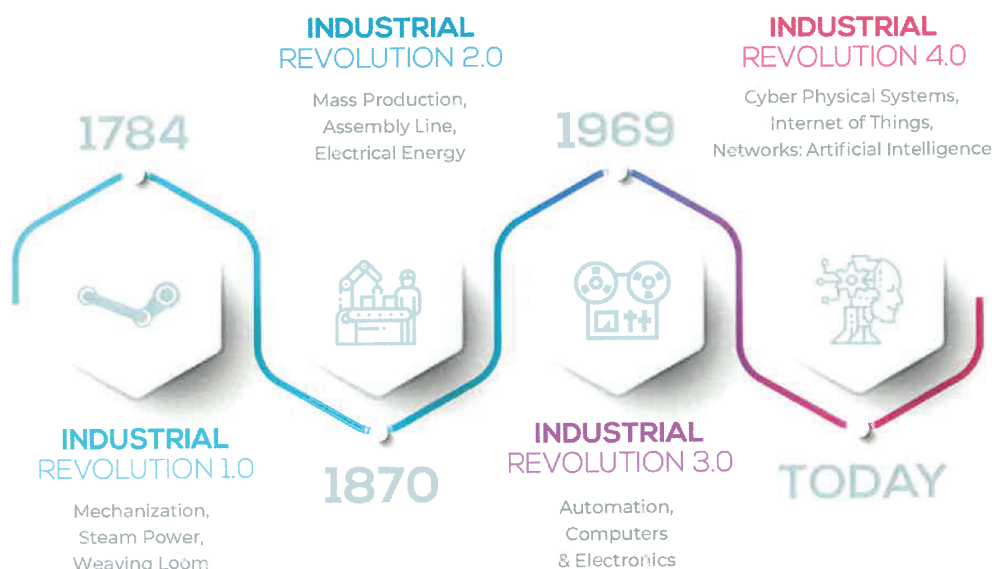 1784
INDUSTRIAL
REVOLUTION 1.0
Mechanization,
Steam Power,
Weaving Loom
INDUSTRIAL
REVOLUTION 2.0
Mass Production,
Assembly Line,
Electrical Energy
1870
1969
INDUSTRIAL
REVOLUTION 3.0
Automation,
Computers
& Electronics
INDUSTRIAL
REVOLUTION 4.0
Cyber Physical Systems,
Internet of Things,
Networks: Artificial Intelligence
TODAY